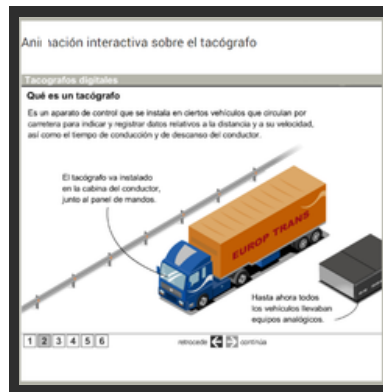 Animación interactiva sobre el tacógrafo
Tacografos digitales
Qué es un tacógrafo
Es un aparato de control que se instala en ciertos vehículos que circulan por
carretera para indicar y registrar datos relativos a la distancia y a su velocidad,
así como el tiempo de conducción y de descanso del conductor.
El tacógrafo va instalado
en la cabina del conductor,
junto al panel de mandos.
EUROP TRANS
Hasta ahora todos
los vehículos llevaban
equipos analógicos.
1 2 3 4 5 6
retrocede continúa